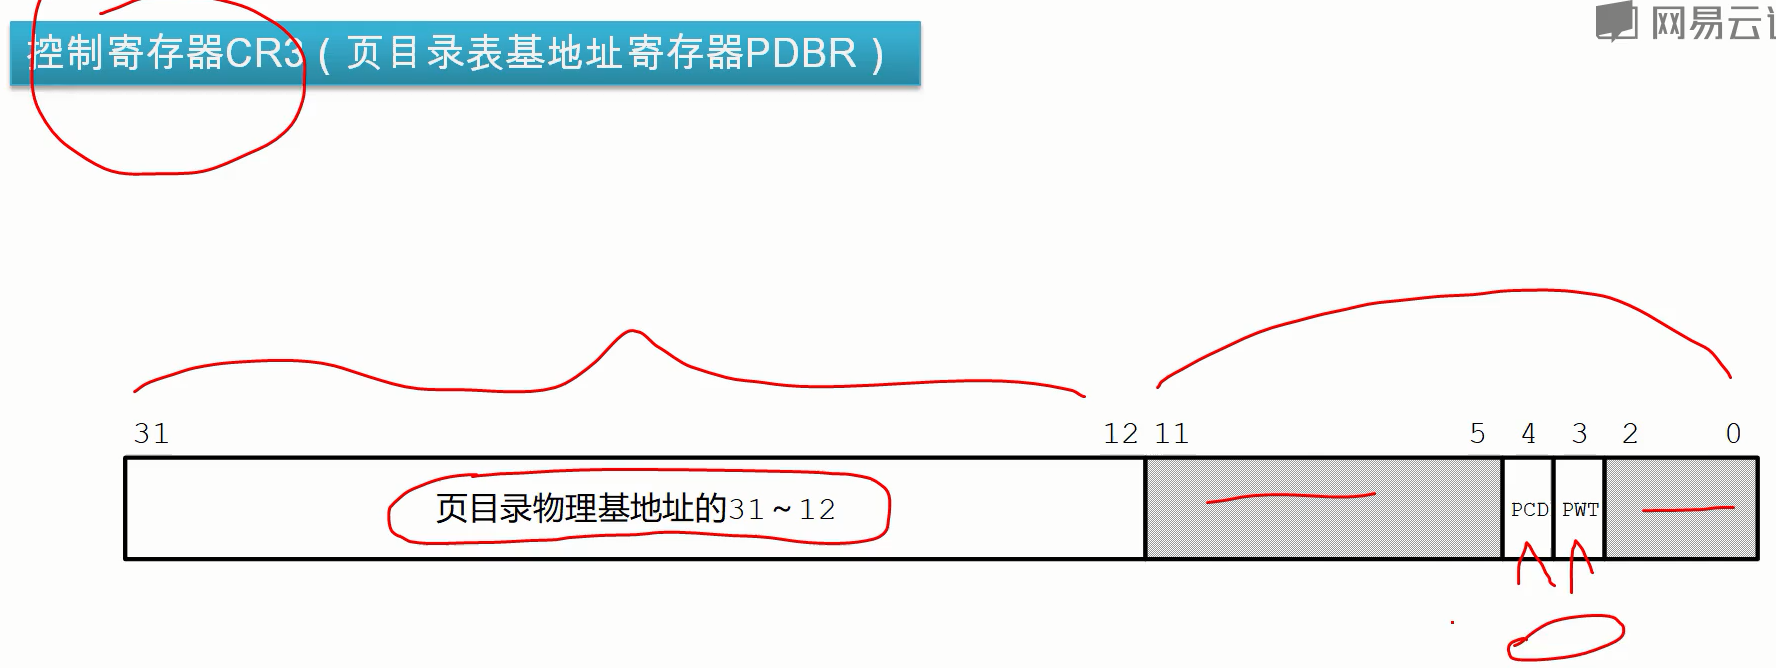 控制寄存器CR3（页目录表基地址寄存器PDBR）
网易云
31 12 11 5 4 3 2 0
页目录物理基地址的31～12 PCD PWT